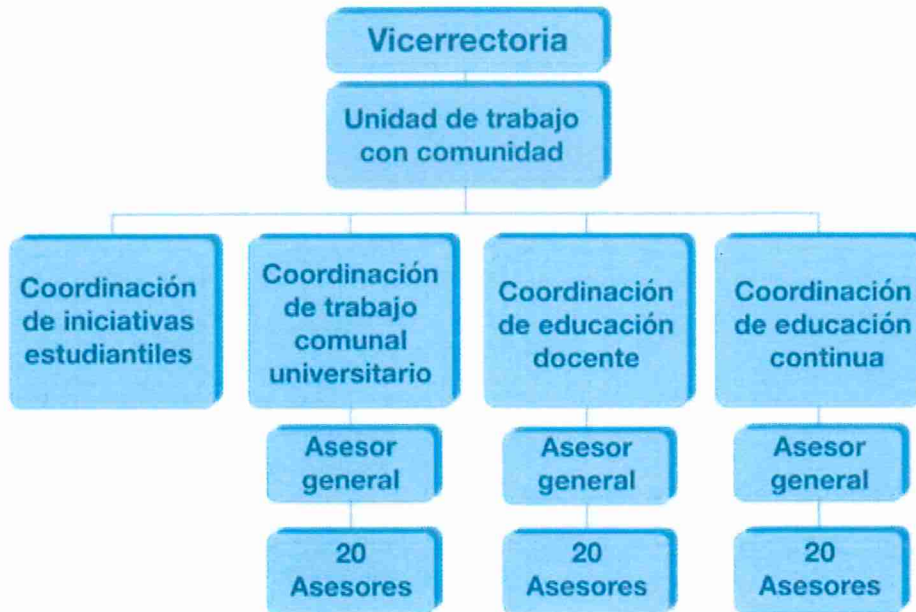 Vicerrectoria
Unidad de trabajo
con comunidad
Coordinación
de iniciativas
estudiantiles
Coordinación
de trabajo
comunal
universitario
Coordinación
de educación
docente
Coordinación
de educación
continua
Asesor
general
Asesor
general
Asesor
general
20
Asesores
20
Asesores
20
Asesores